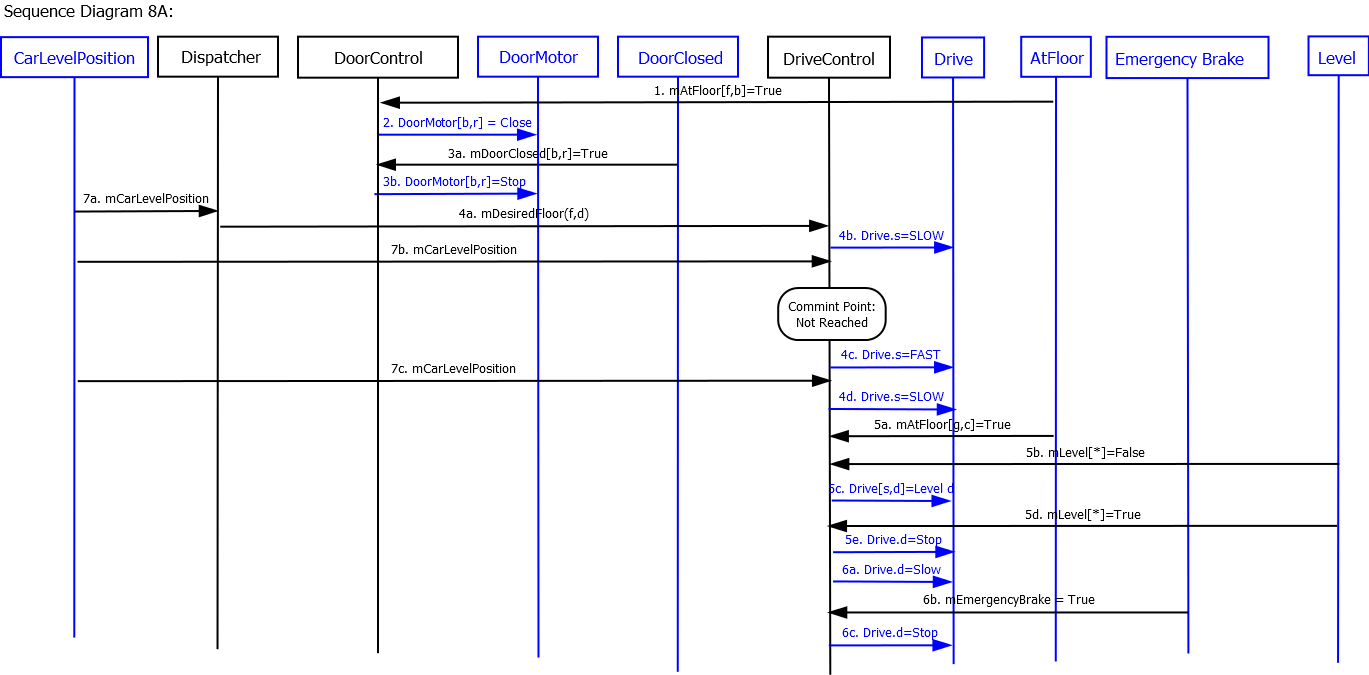 Sequence Diagram 8A:
CarLevelPosition
Dispatcher
DoorControl
DoorMotor
DoorClosed
DriveControl
Drive
AtFloor
Emergency Brake
Level
1. mAtFloor[f,b]=True
2. DoorMotor[b,r] = Close
3a. mDoorClosed[b,r]=True
3b. DoorMotor[b,r]=Stop
7a. mCarLevelPosition
4a. mDesiredFloor(f,d)
4b. Drive.s=SLOW
7b. mCarLevelPosition
Commint Point:
Not Reached
4c. Drive.s=FAST
7c. mCarLevelPosition
4d. Drive.s=SLOW
5a. mAtFloor[g,c]=True
5b. mLevel[*]=False
5c. Drive[s,d]=Level d
5d. mLevel[*]=True
5e. Drive.d=Stop
6a. Drive.d=Slow
6b. mEmergencyBrake = True
6c. Drive.d=Stop